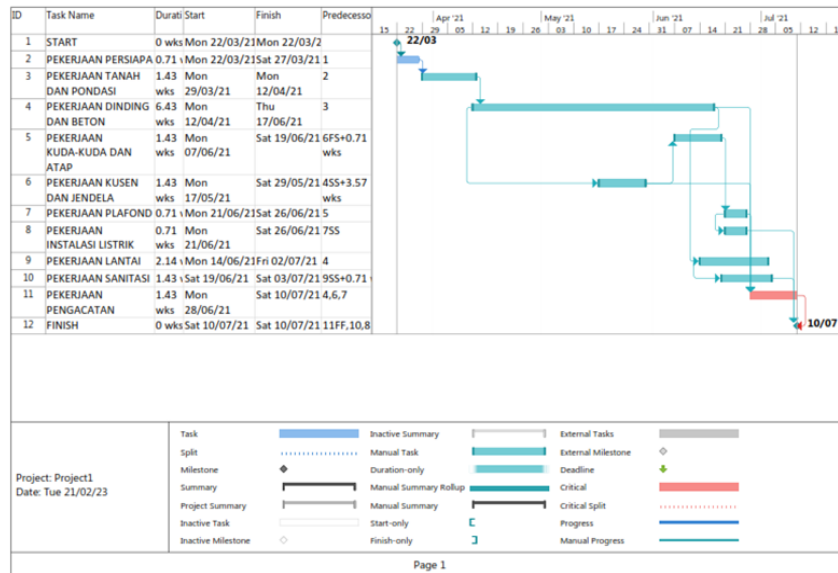 ID Task Name Durati Start Finish Predecesso
Apr '21 May '21 Jun '21 Jul '21
15 22 29 05 12 19 26 03 10 17 24 31 07 14 21 28 05 1
1 START 0 wks Mon 22/03/21 Mon 22/03/2
22/03
2 PEKERJAAN PERSIAPA 0.71 Mon 22/03/21 Sat 27/03/21 1
3 PEKERJAAN TANAH 1.43 Mon Mon 2
DAN PONDASI wks 29/03/21 12/04/21
4 PEKERJAAN DINDING 6.43 Mon Thu 3
DAN BETON wks 12/04/21 17/06/21
5 PEKERJAAN 1.43 Mon Sat 19/06/21 6FS+0.71
KUDA-KUDA DAN wks 07/06/21 wks
ATAP
6 PEKERJAAN KUSEN 1.43 Mon Sat 29/05/21 4SS+3.57
DAN JENDELA wks 17/05/21 wks
7 PEKERJAAN PLAFOND 0.71 Mon 21/06/21 Sat 26/06/21 5
8 PEKERJAAN 0.71 Mon Sat 26/06/21 7SS
INSTALASI LISTRIK wks 21/06/21
9 PEKERJAAN LANTAI 2.14 Mon 14/06/21 Fri 02/07/21 4
10 PEKERJAAN SANITASI 1.43 Sat 19/06/21 Sat 03/07/21 9SS+0.71
11 PEKERJAAN 1.43 Mon Sat 10/07/21 4,6,7
PENGACATAN wks 28/06/21
12 FINISH 0 wks Sat 10/07/21 Sat 10/07/21 11FF,10,8
10/07
Project: Project1
Date: Tue 21/02/23
Task Inactive Summary External Tasks
Split Manual Task External Milestone
Milestone Duration-only Deadline
Summary Manual Summary Rollup Critical
Project Summary Manual Summary Critical Split
Inactive Task Start-only Progress
Inactive Milestone Finish-only Manual Progress
Page 1